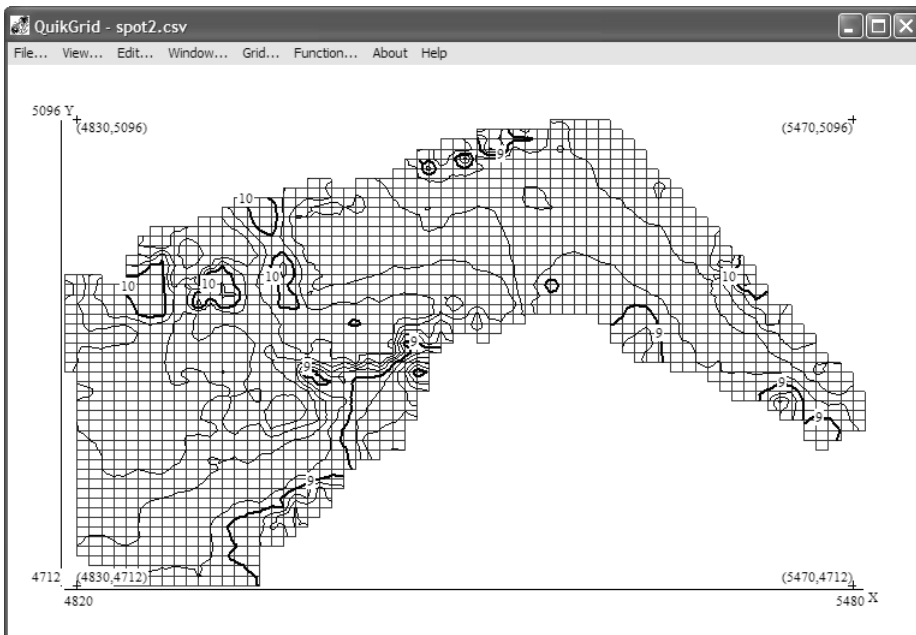 QuikGrid - spot2.csv
File... View... Edit... Window... Grid... Function... About Help
5096 Y
(4830,5096) (5470,5096)
9
10
10
10 10 10
9
9
9
9
9
9
4712 (4830,4712) (5470,4712)
4820 5480 X